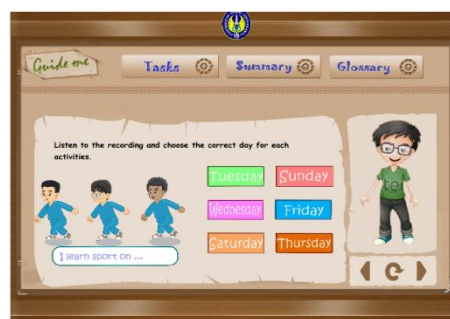 Guide me
Tasks
Summary
Glossary
Listen to the recording and choose the correct day for each
activities.
Tuesday
Sunday
Wednesday
Friday
Saturday
Thursday
I learn sport on ...